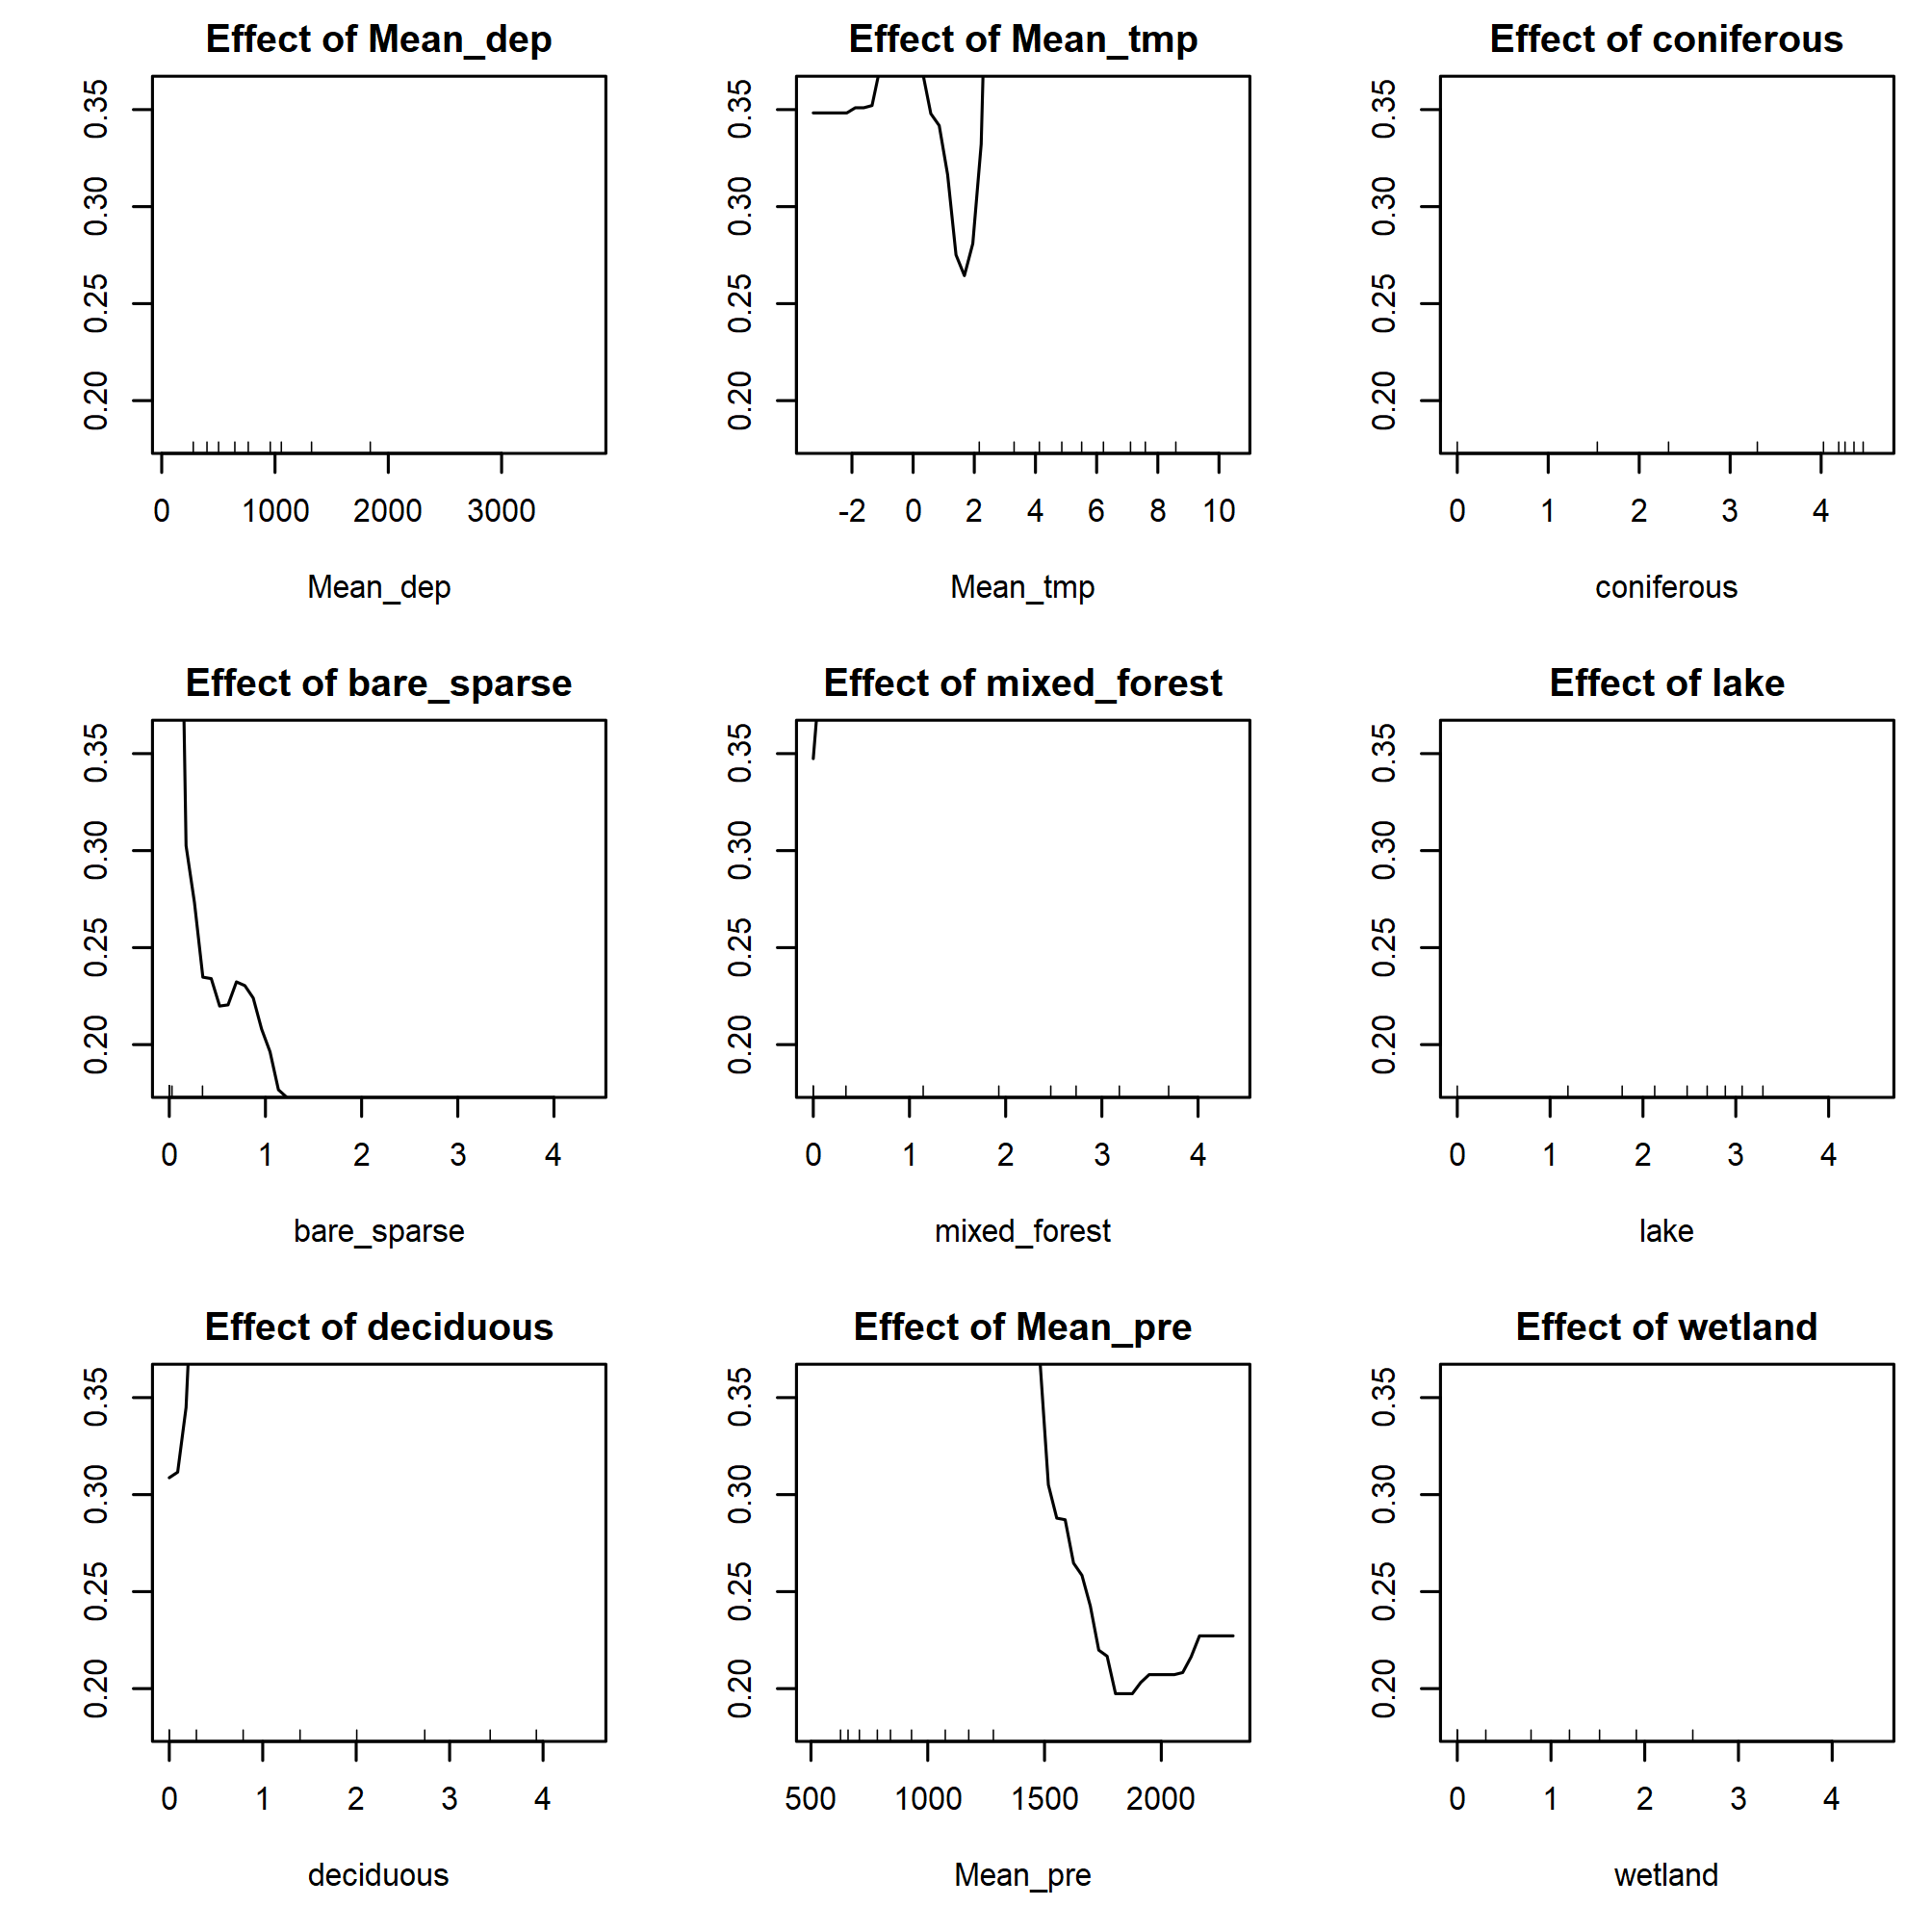 Effect of Mean_dep
0.35
0.30
0.25
0.20
0 1000 2000 3000
Mean_dep
Effect of Mean_tmp
0.35
0.30
0.25
0.20
-2 0 2 4 6 8 10
Mean_tmp
Effect of coniferous
0.35
0.30
0.25
0.20
0 1 2 3 4
coniferous
Effect of bare_sparse
0.35
0.30
0.25
0.20
0 1 2 3 4
bare_sparse
Effect of mixed_forest
0.35
0.30
0.25
0.20
0 1 2 3 4
mixed_forest
Effect of lake
0.35
0.30
0.25
0.20
0 1 2 3 4
lake
Effect of deciduous
0.35
0.30
0.25
0.20
0 1 2 3 4
deciduous
Effect of Mean_pre
0.35
0.30
0.25
0.20
500 1000 1500 2000
Mean_pre
Effect of wetland
0.35
0.30
0.25
0.20
0 1 2 3 4
wetland